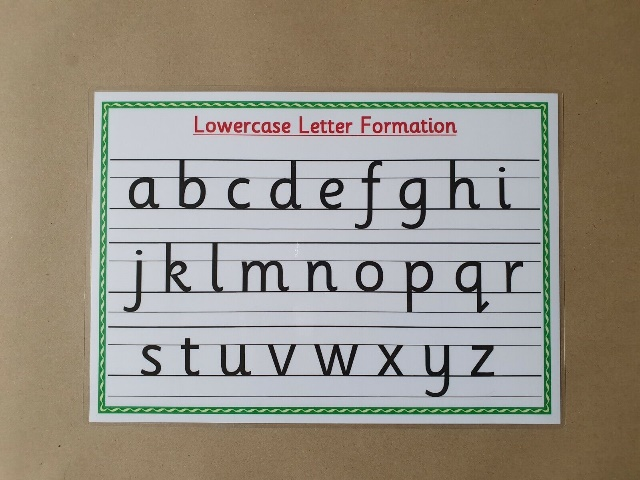 Lowercase Letter Formation
a b c d e f g h i
j k l m n o p q r
s t u v w x y z